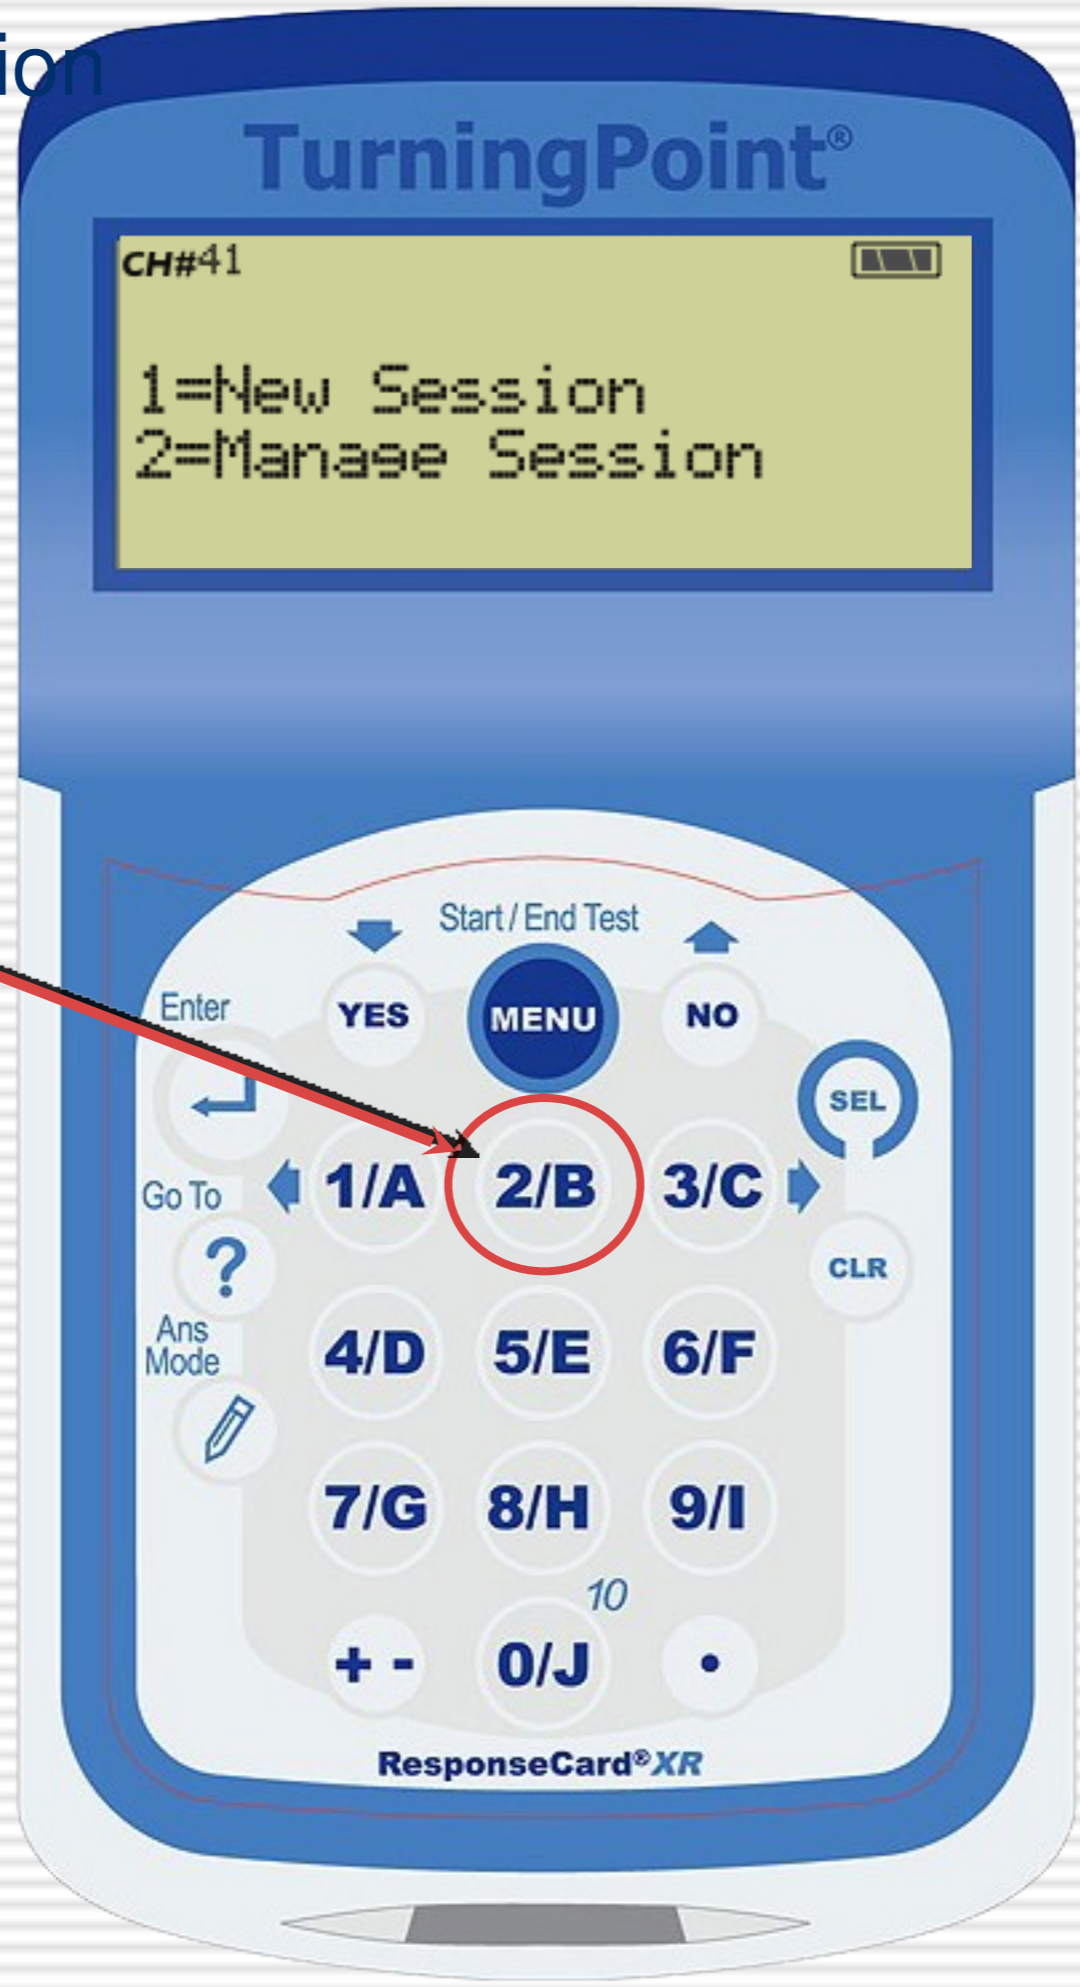 ion
TurningPoint®
CH#41
1=New Session
2=Manage Session
Start / End Test
YES MENU NO
Enter
SEL
1/A 2/B 3/C
Go To
?
CLR
Ans
Mode
4/D 5/E 6/F
7/G 8/H 9/I
10
+ - 0/J •
ResponseCard® XR